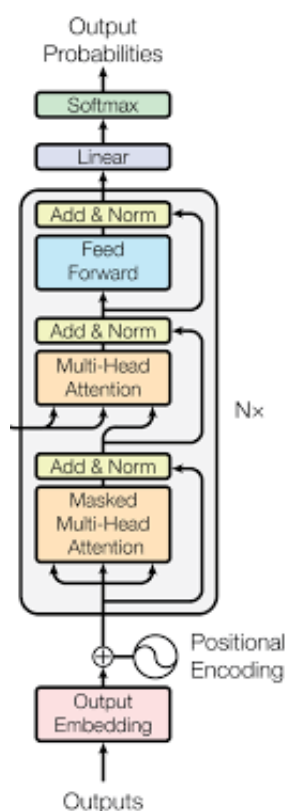 Output
Probabilities
Softmax
Linear
Add & Norm
Feed
Forward
Add & Norm
Multi-Head
Attention
N×
Add & Norm
Masked
Multi-Head
Attention
Positional
Encoding
Output
Embedding
Outputs